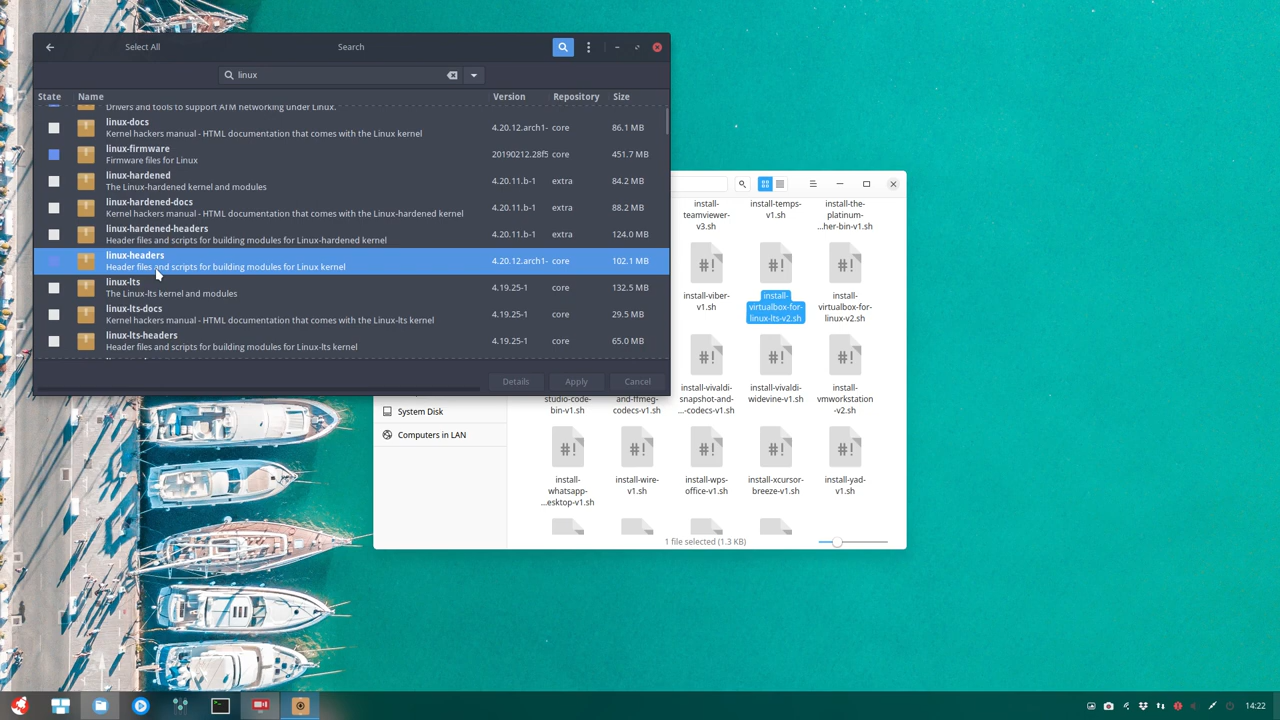 Select All
Search
linux
State Name Version Repository Size
Drivers and tools to support ATM networking under Linux.
linux-docs
Kernel hackers manual - HTML documentation that comes with the Linux kernel
4.20.12.arch1- core 86.1 MB
linux-firmware
Firmware files for Linux
20190212.28f5 core 451.7 MB
linux-hardened
The Linux-hardened kernel and modules
4.20.11.b-1 extra 84.2 MB
linux-hardened-docs
Kernel hackers manual - HTML documentation that comes with the Linux-hardened kernel
4.20.11.b-1 extra 88.2 MB
linux-hardened-headers
Header files and scripts for building modules for Linux-hardened kernel
4.20.11.b-1 extra 124.0 MB
linux-headers
Header files and scripts for building modules for Linux kernel
4.20.12.arch1- core 102.1 MB
linux-lts
The Linux-lts kernel and modules
4.19.25-1 core 132.5 MB
linux-lts-docs
Kernel hackers manual - HTML documentation that comes with the Linux-lts kernel
4.19.25-1 core 29.5 MB
linux-lts-headers
Header files and scripts for building modules for Linux-lts kernel
4.19.25-1 core 65.0 MB
Details Apply Cancel
install-
teamviewer-
v3.sh
install-temps-
v1.sh
install-the-
platinum-
...her-bin-v1.sh
install-viber-
v1.sh
install-
virtualbox-for-
linux-lts-v2.sh
install-
virtualbox-for-
linux-v2.sh
studio-code-
bin-v1.sh
and-ffmeg-
codecs-v1.sh
install-vivaldi-
snapshot-and-
...-codecs-v1.sh
install-vivaldi-
widevine-v1.sh
install-
vmworkstation
-v2.sh
System Disk
Computers in LAN
install-
whatsapp-
...esktop-v1.sh
install-wire-
v1.sh
install-wps-
office-v1.sh
install-xcursor-
breeze-v1.sh
install-yad-
v1.sh
1 file selected (1.3 KB)
14:22